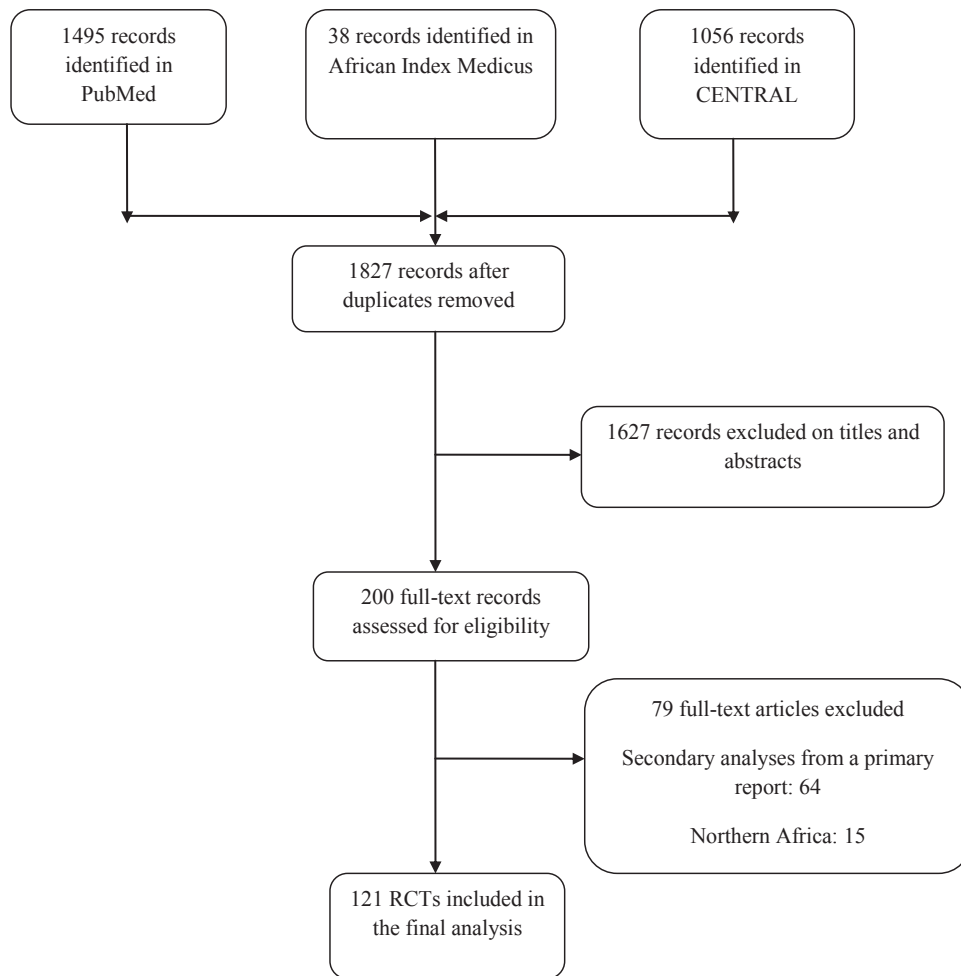 1495 records
identified in
PubMed
38 records identified in
African Index Medicus
1056 records
identified in
CENTRAL
1827 records after
duplicates removed
1627 records excluded on titles and
abstracts
200 full-text records
assessed for eligibility
79 full-text articles excluded
Secondary analyses from a primary
report: 64
Northern Africa: 15
121 RCTs included in
the final analysis